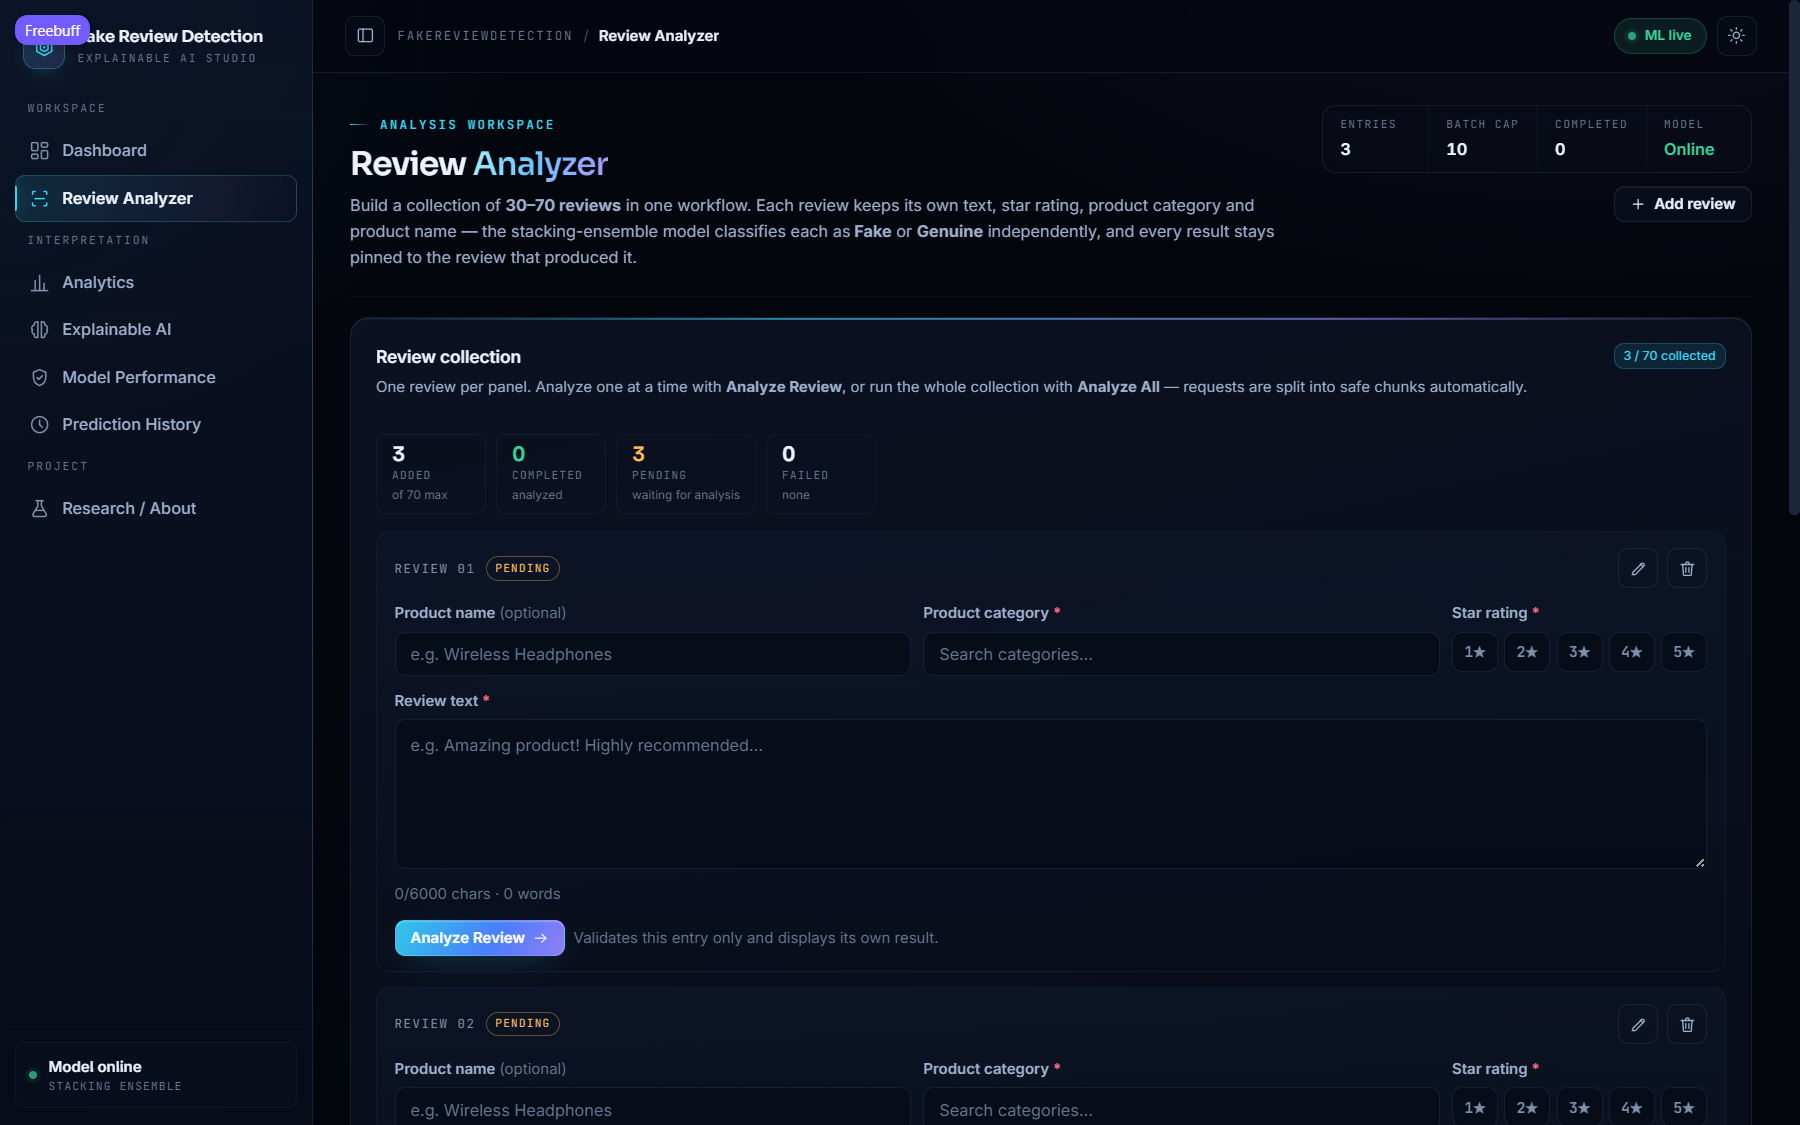 Freebuff
ake Review Detection
EXPLAINABLE AI STUDIO
WORKSPACE
Dashboard
Review Analyzer
INTERPRETATION
Analytics
Explainable AI
Model Performance
Prediction History
PROJECT
Research / About
Model online
STACKING ENSEMBLE
FAKEREVIEWDETECTION / Review Analyzer
ML live
ANALYSIS WORKSPACE
Review Analyzer
Build a collection of 30–70 reviews in one workflow. Each review keeps its own text, star rating, product category and
product name — the stacking-ensemble model classifies each as Fake or Genuine independently, and every result stays
pinned to the review that produced it.
ENTRIES BATCH CAP COMPLETED MODEL
3 10 0 Online
+ Add review
Review collection
3 / 70 collected
One review per panel. Analyze one at a time with Analyze Review, or run the whole collection with Analyze All — requests are split into safe chunks automatically.
3 0 3 0
ADDED COMPLETED PENDING FAILED
of 70 max analyzed waiting for analysis none
REVIEW 01 PENDING
Product name (optional) Product category * Star rating *
e.g. Wireless Headphones Search categories... 1★ 2★ 3★ 4★ 5★
Review text *
e.g. Amazing product! Highly recommended...
0/6000 chars · 0 words
Analyze Review → Validates this entry only and displays its own result.
REVIEW 02 PENDING
Product name (optional) Product category * Star rating *
e.g. Wireless Headphones Search categories... 1★ 2★ 3★ 4★ 5★